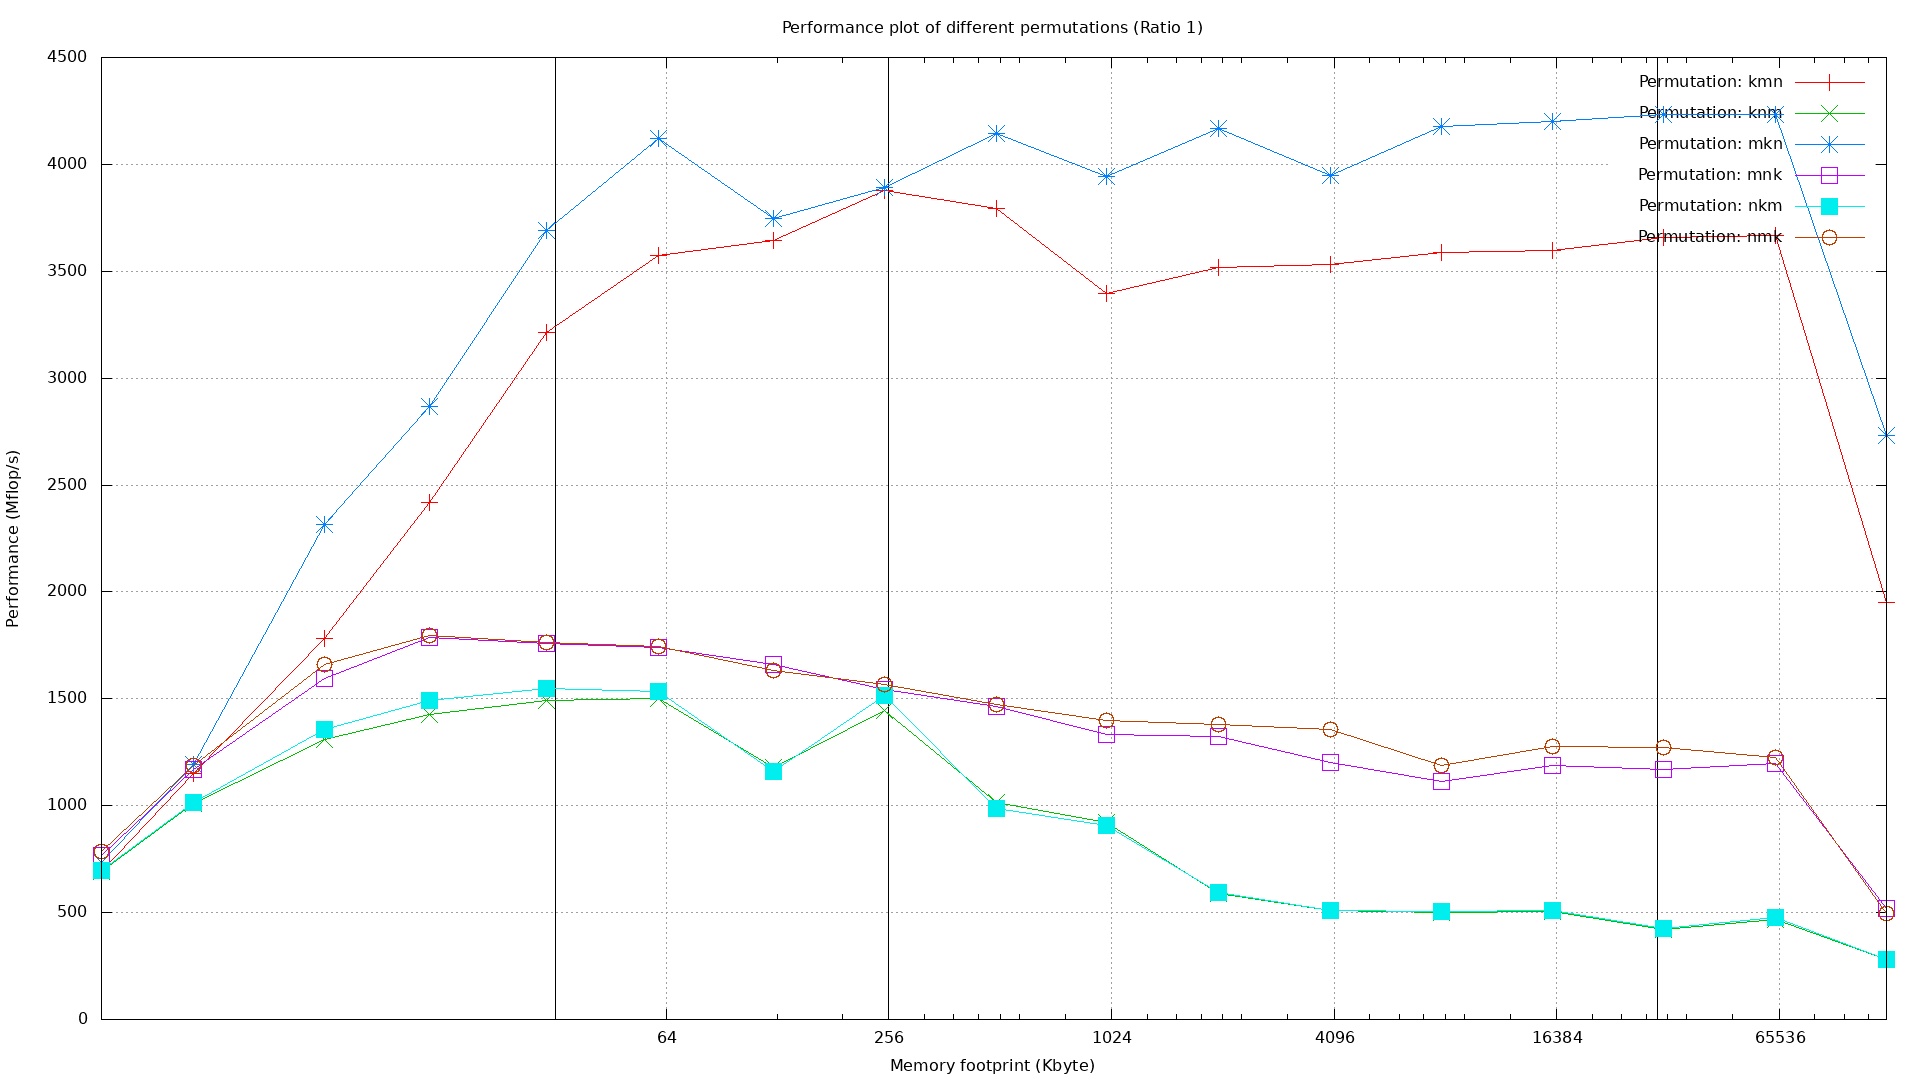 Performance plot of different permutations (Ratio 1)
4500
4000
3500
3000
2500
2000
1500
1000
500
0
Performance (Mflop/s)
Permutation: kmn
Permutation: knm
Permutation: mkn
Permutation: mnk
Permutation: nkm
Permutation: nmk
64
256
1024
4096
16384
65536
Memory footprint (Kbyte)